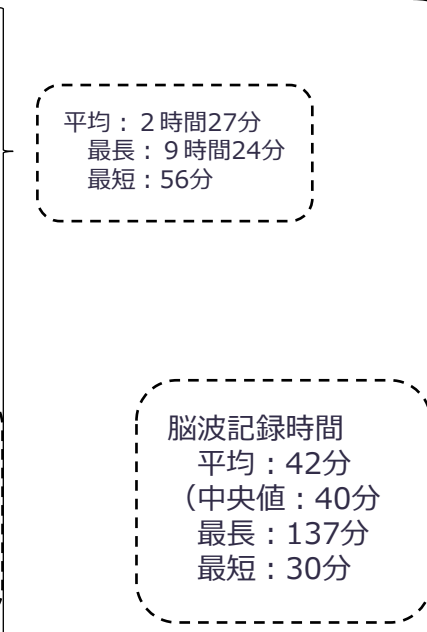 平均：２時間27分
最長：９時間24分
最短：56分
脳波記録時間
平均：42分
（中央値：40分
最長：137分
最短：30分